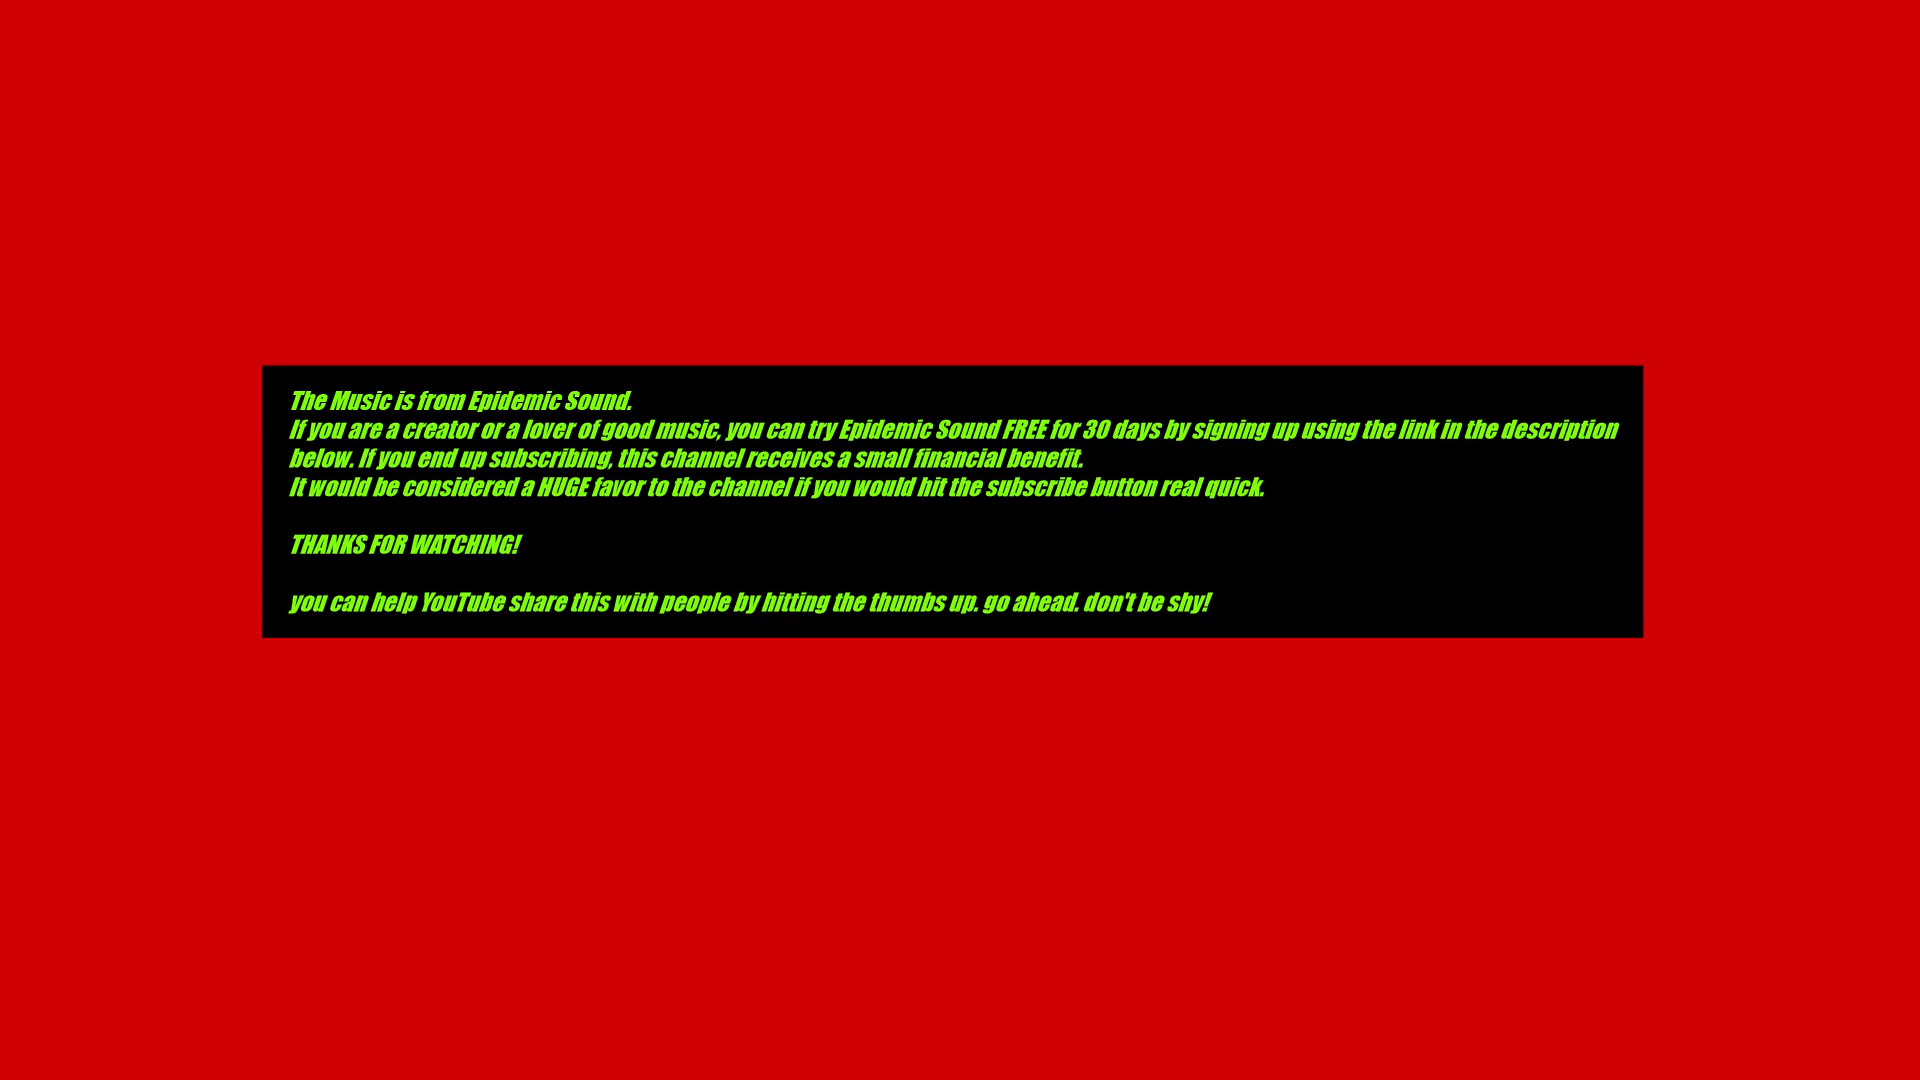 The Music is from Epidemic Sound.
If you are a creator or a lover of good music, you can try Epidemic Sound FREE for 30 days by signing up using the link in the description
below. If you end up subscribing, this channel receives a small financial benefit.
It would be considered a HUGE favor to the channel if you would hit the subscribe button real quick.
THANKS FOR WATCHING!
you can help YouTube share this with people by hitting the thumbs up. go ahead. don't be shy!